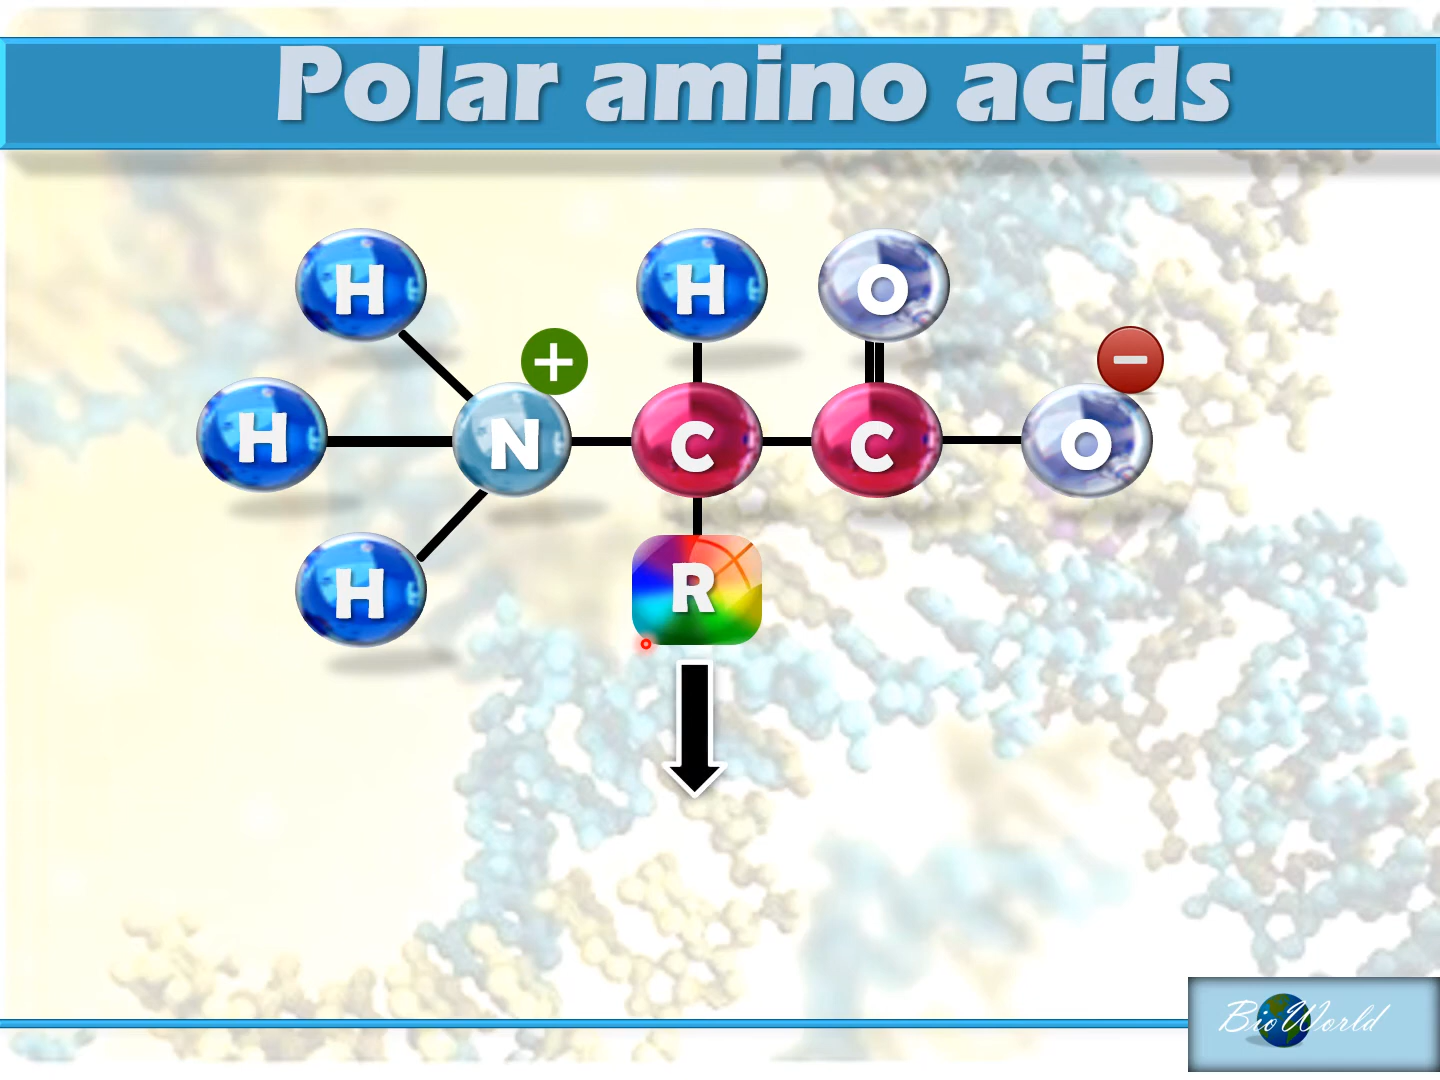 Polar amino acids
H H O
+ −
H N C C O
H R
BioWorld